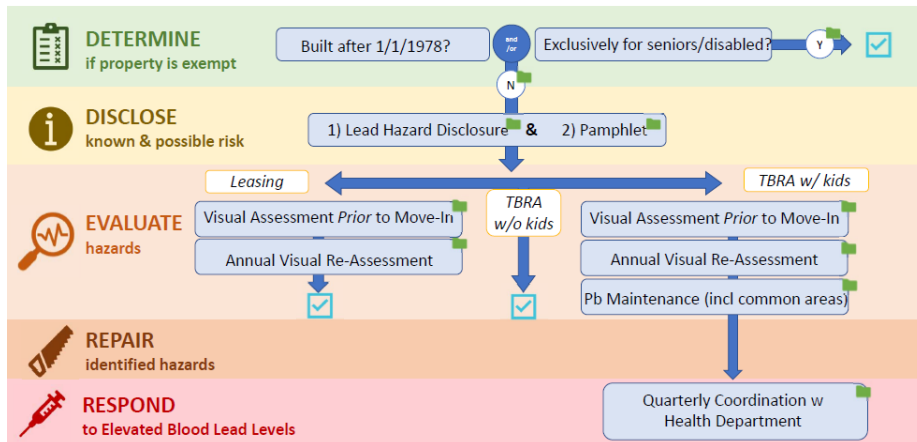 DETERMINE
if property is exempt
Built after 1/1/1978?
and
/or
Exclusively for seniors/disabled?
Y
N
DISCLOSE
known & possible risk
1) Lead Hazard Disclosure & 2) Pamphlet
Leasing
TBRA
w/o kids
TBRA w/ kids
EVALUATE
hazards
Visual Assessment Prior to Move-In
Annual Visual Re-Assessment
Visual Assessment Prior to Move-In
Annual Visual Re-Assessment
Pb Maintenance (incl common areas)
REPAIR
identified hazards
RESPOND
to Elevated Blood Lead Levels
Quarterly Coordination w
Health Department